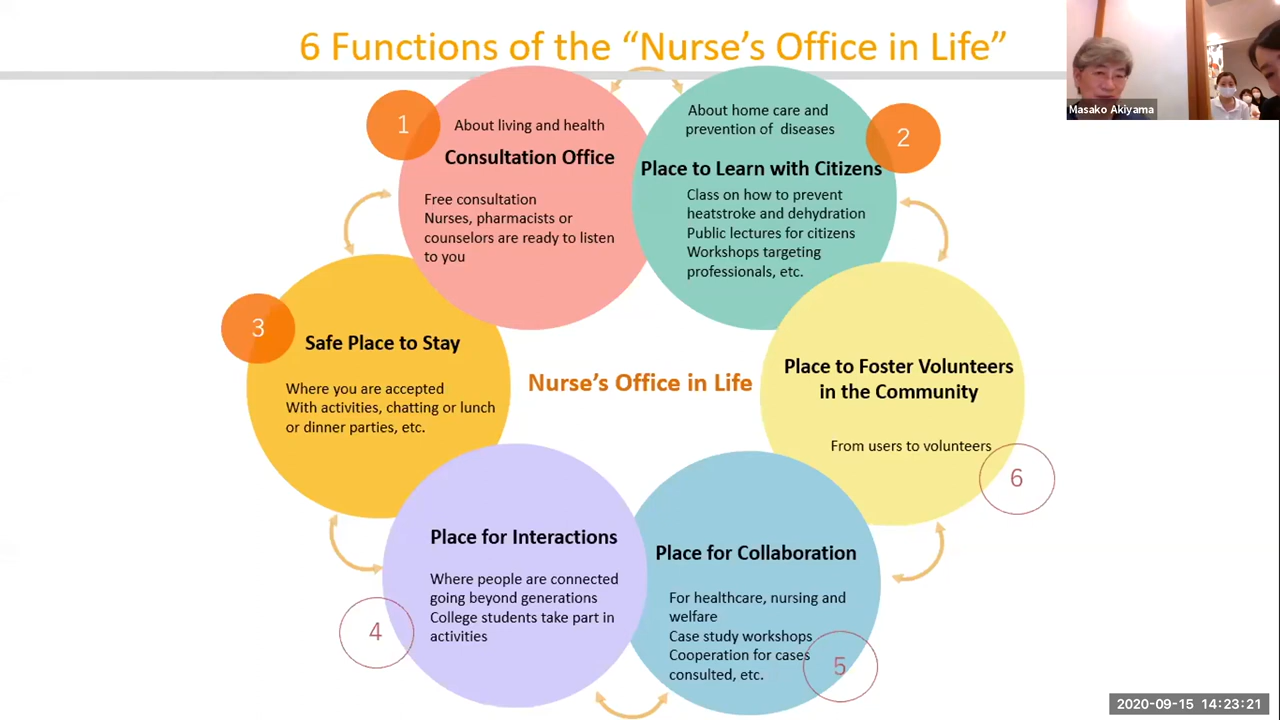 6 Functions of the “Nurse’s Office in Life”
Masako Akiyama
1
About living and health
Consultation Office
Free consultation
Nurses, pharmacists or
counselors are ready to listen
to you
2
About home care and
prevention of diseases
Place to Learn with Citizens
Class on how to prevent
heatstroke and dehydration
Public lectures for citizens
Workshops targeting
professionals, etc.
3
Safe Place to Stay
Where you are accepted
With activities, chatting or lunch
or dinner parties, etc.
Nurse’s Office in Life
Place to Foster Volunteers
in the Community
From users to volunteers
6
Place for Interactions
Where people are connected
going beyond generations
College students take part in
activities
4
Place for Collaboration
For healthcare, nursing and
welfare
Case study workshops
Cooperation for cases
consulted, etc.
5
2020-09-15 14:23:21